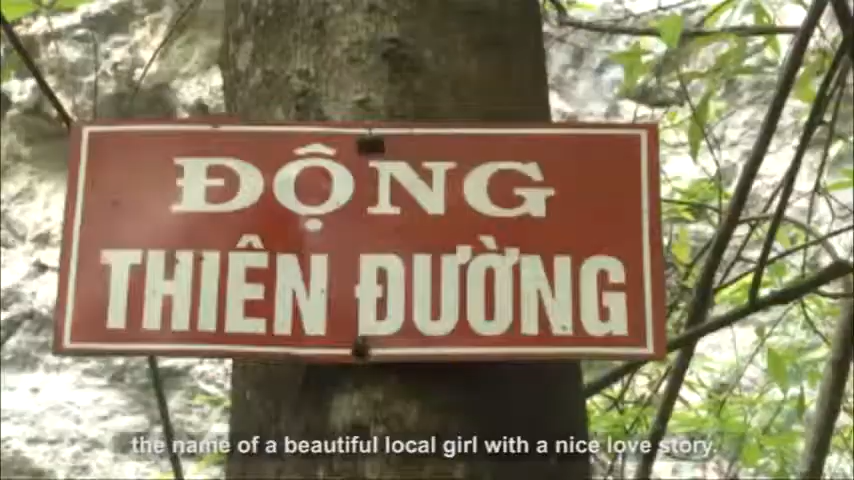 ĐỘNG
THIÊN ĐƯỜNG
the name of a beautiful local girl with a nice love story.